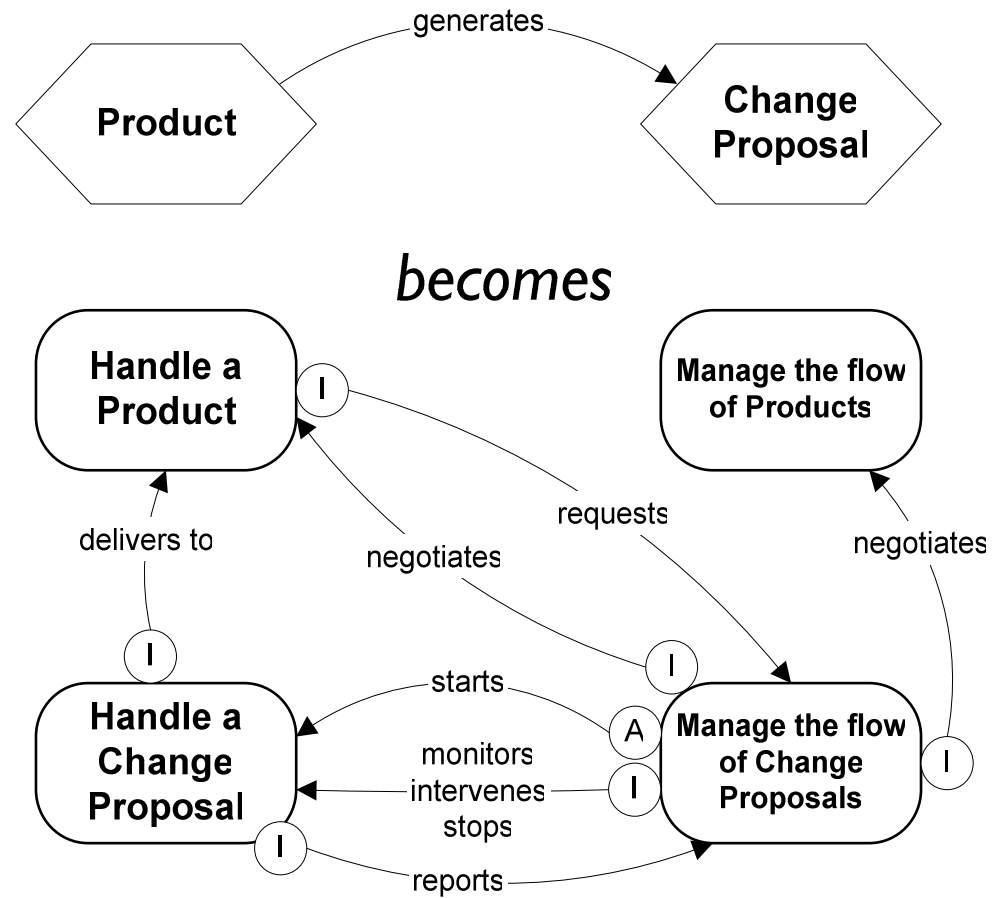 generates
Product
Change
Proposal
becomes
Handle a
Product
I
Manage the flow
of Products
requests
delivers to
negotiates
negotiates
I
I
starts
A
Handle a
Change
Proposal
monitors
intervenes
stops
I
Manage the flow
of Change
Proposals
I
I
reports